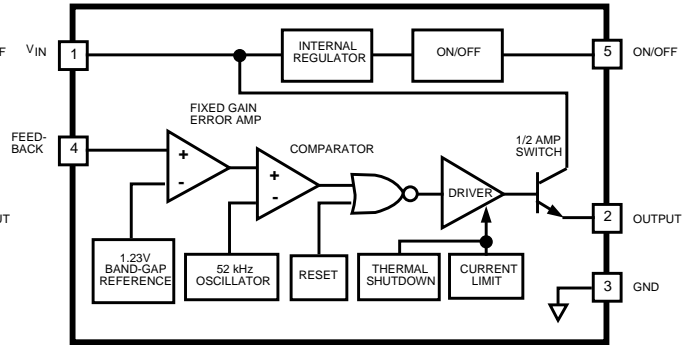 F
V IN
1
INTERNAL
REGULATOR
ON/OFF
5
ON/OFF
FIXED GAIN
ERROR AMP
FEED-
BACK
4
+
-
COMPARATOR
+
-
1/2 AMP
SWITCH
DRIVER
UT
2
OUTPUT
1.23V
BAND-GAP
REFERENCE
52 kHz
OSCILLATOR
RESET
THERMAL
SHUTDOWN
CURRENT
LIMIT
3
GND